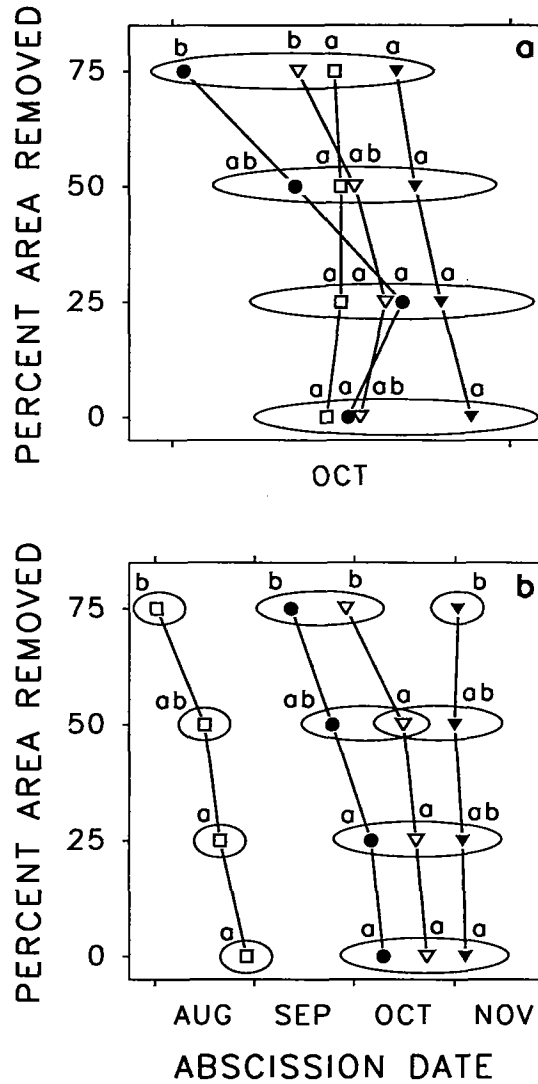 b b a a a
75
ab a ab a
50
a a a a
25
a a ab a
0
PERCENT AREA REMOVED
OCT
b b b b b
75
ab ab a ab
50
a a a ab
25
a a a a
0
PERCENT AREA REMOVED
AUG SEP OCT NOV
ABSCISSION DATE